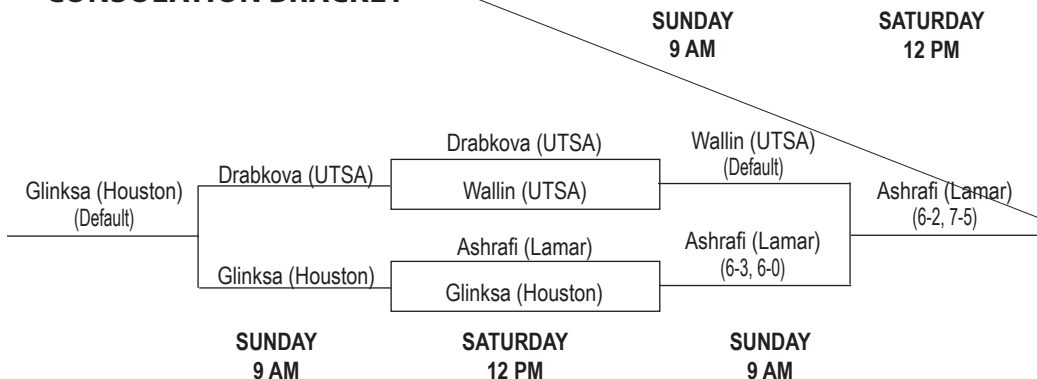 CONSOLATION BRACKET
SUNDAY
9 AM
SATURDAY
12 PM
Drabkova (UTSA)
Wallin (UTSA)
(Default)
Drabkova (UTSA)
Wallin (UTSA)
Glinksa (Houston)
(Default)
Ashrafi (Lamar)
(6-2, 7-5)
Ashrafi (Lamar)
Ashrafi (Lamar)
(6-3, 6-0)
Glinksa (Houston)
Glinksa (Houston)
SUNDAY
9 AM
SATURDAY
12 PM
SUNDAY
9 AM